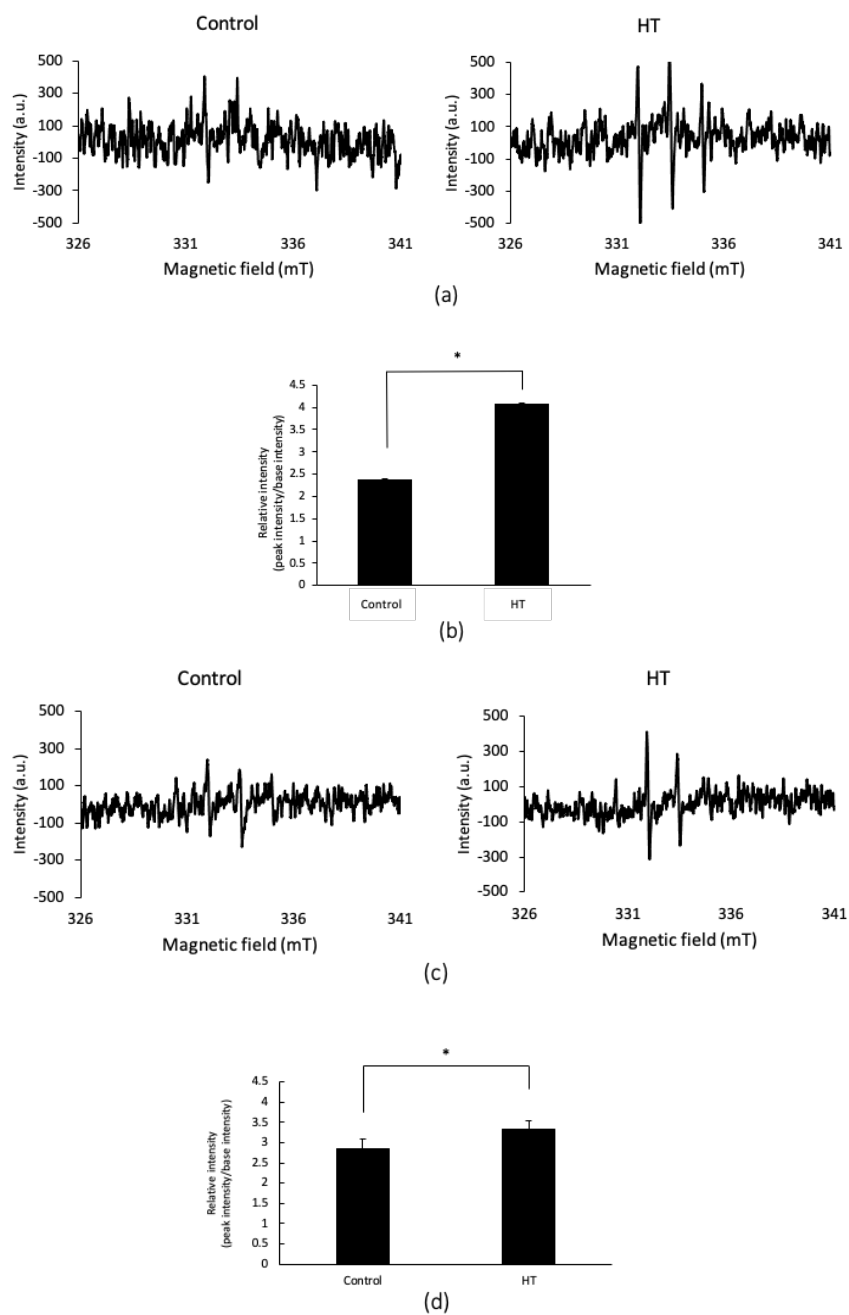 Control
HT
500
300
100
-100
-300
-500
Intensity (a.u.)
326
331
336
341
Magnetic field (mT)
500
300
100
-100
-300
-500
Intensity (a.u.)
326
331
336
341
Magnetic field (mT)
(a)
*
4.5
4
3.5
3
2.5
2
1.5
1
0.5
0
Relative intensity
(peak intensity/base intensity)
Control
HT
(b)
Control
HT
500
300
100
-100
-300
-500
Intensity (a.u.)
326
331
336
341
Magnetic field (mT)
500
300
100
-100
-300
-500
Intensity (a.u.)
326
331
336
341
Magnetic field (mT)
(c)
*
4.5
4
3.5
3
2.5
2
1.5
1
0.5
0
Relative intensity
(peak intensity/base intensity)
Control
HT
(d)